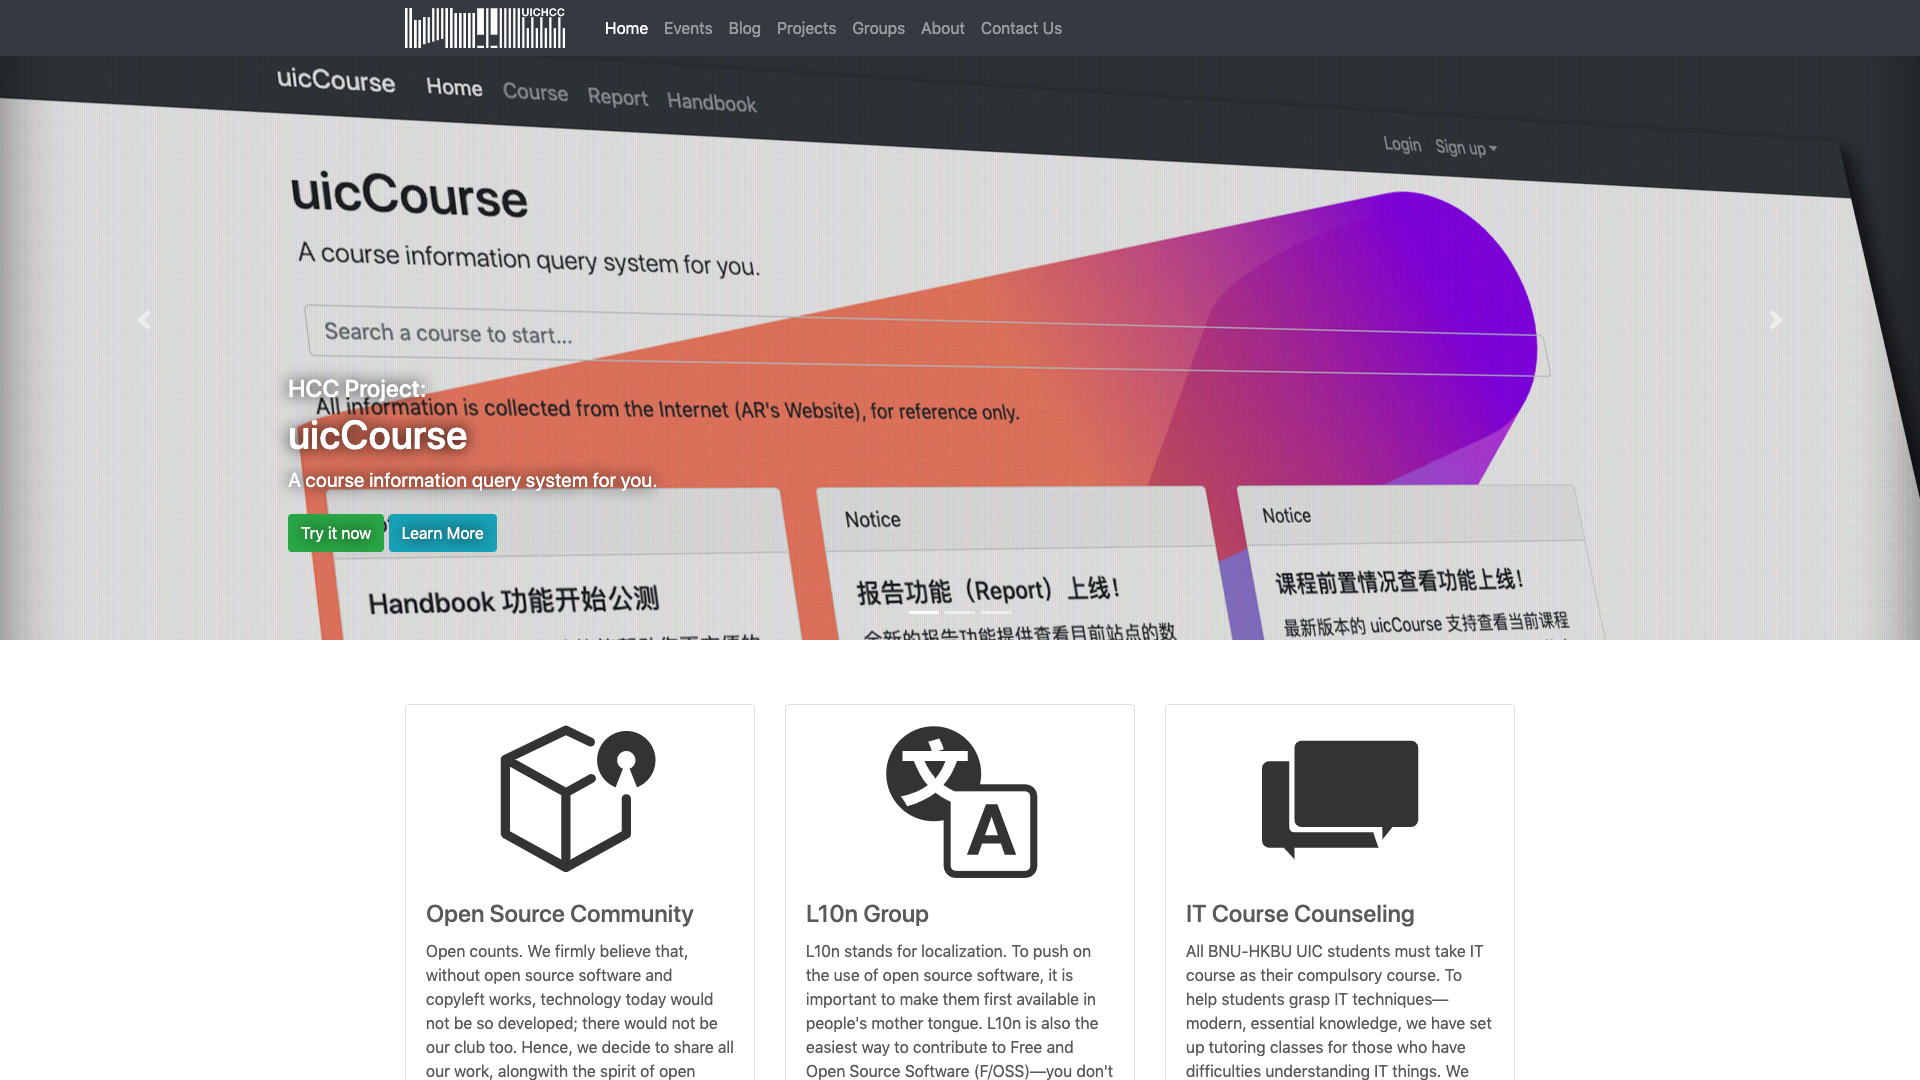 UICHCC
Home
Events
Blog
Projects
Groups
About
Contact Us
uicCourse
Home
Course
Report
Handbook
Login
Sign up
uicCourse
A course information query system for you.
Search a course to start...
All information is collected from the Internet (AR's Website), for reference only.
HCC Project:
uicCourse
A course information query system for you.
Try it now
Learn More
Notice
Notice
Handbook 功能开始公测
报告功能（Report）上线！
全新的报告功能提供查看目前站点的数
课程前置情况查看功能上线！
最新版本的 uicCourse 支持查看当前课程
文
A
Open Source Community
Open counts. We firmly believe that,
without open source software and
copyleft works, technology today would
not be so developed; there would not be
our club too. Hence, we decide to share all
our work, alongwith the spirit of open
L10n Group
L10n stands for localization. To push on
the use of open source software, it is
important to make them first available in
people's mother tongue. L10n is also the
easiest way to contribute to Free and
Open Source Software (F/OSS)—you don't
IT Course Counseling
All BNU-HKBU UIC students must take IT
course as their compulsory course. To
help students grasp IT techniques—
modern, essential knowledge, we have set
up tutoring classes for those who have
difficulties understanding IT things. We